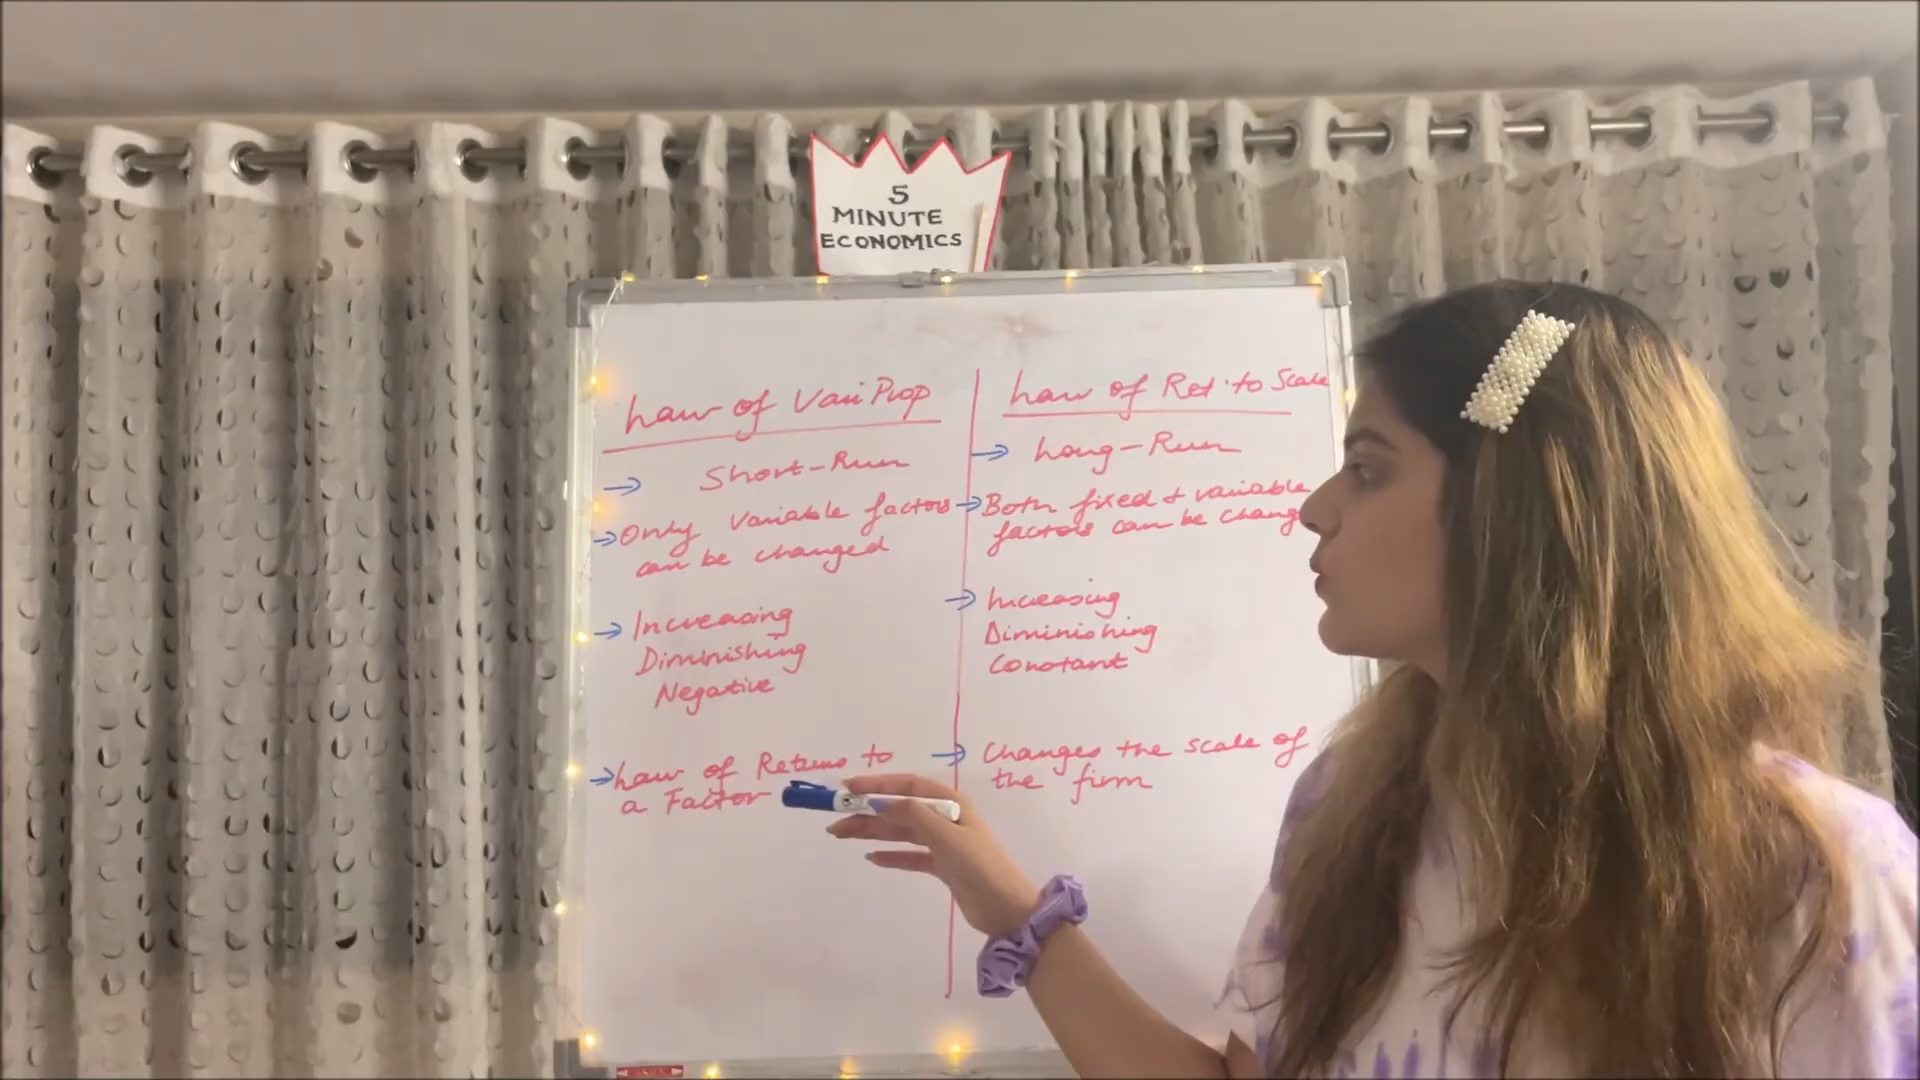 5
MINUTE
ECONOMICS
Law of Vari Prop
→ Short-Run
→ Only variable factors
can be changed
→ Increasing
Diminishing
Negative
→ Law of Returns to
a Factor
Law of Ret. to Scale
→ Long-Run
→ Both fixed + variable
factors can be change
→ Increasing
Diminishing
Constant
→ Changes the scale of
the firm